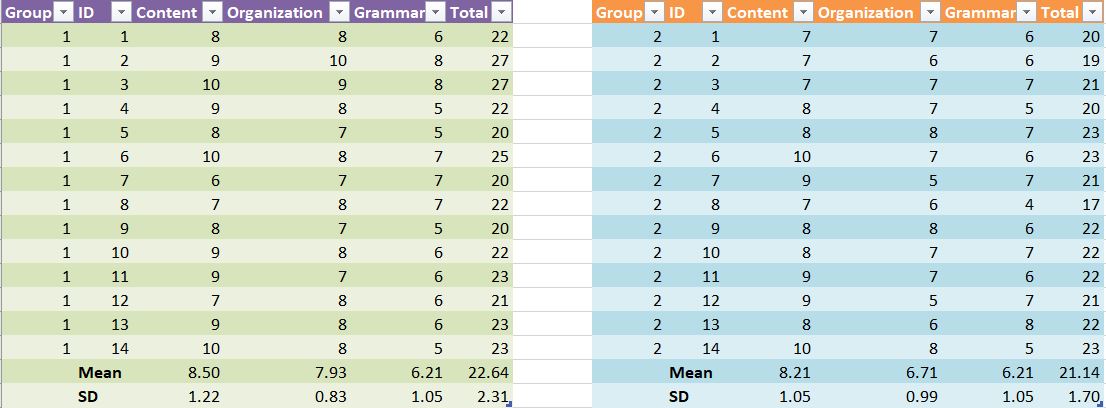 Group ID Content Organization Grammar Total Group ID Content Organization Grammar Total
1 1 8 8 6 22 2 1 7 7 6 20
1 2 9 10 8 27 2 2 7 6 6 19
1 3 10 9 8 27 2 3 7 7 7 21
1 4 9 8 5 22 2 4 8 7 5 20
1 5 8 7 5 20 2 5 8 8 7 23
1 6 10 8 7 25 2 6 10 7 6 23
1 7 6 7 7 20 2 7 9 5 7 21
1 8 7 8 7 22 2 8 7 6 4 17
1 9 8 7 5 20 2 9 8 8 6 22
1 10 9 8 6 22 2 10 8 7 7 22
1 11 9 7 6 23 2 11 9 7 6 22
1 12 7 8 6 21 2 12 9 5 7 21
1 13 9 8 6 23 2 13 8 6 8 22
1 14 10 8 5 23 2 14 10 8 5 23
Mean 8.50 7.93 6.21 22.64 Mean 8.21 6.71 6.21 21.14
SD 1.22 0.83 1.05 2.31 SD 1.05 0.99 1.05 1.70